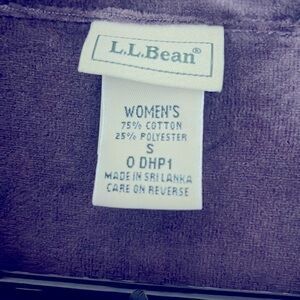 L.L.Bean®
WOMEN'S
75% COTTON
25% POLYESTER
S
0 DHP1
MADE IN SRI LANKA
CARE ON REVERSE